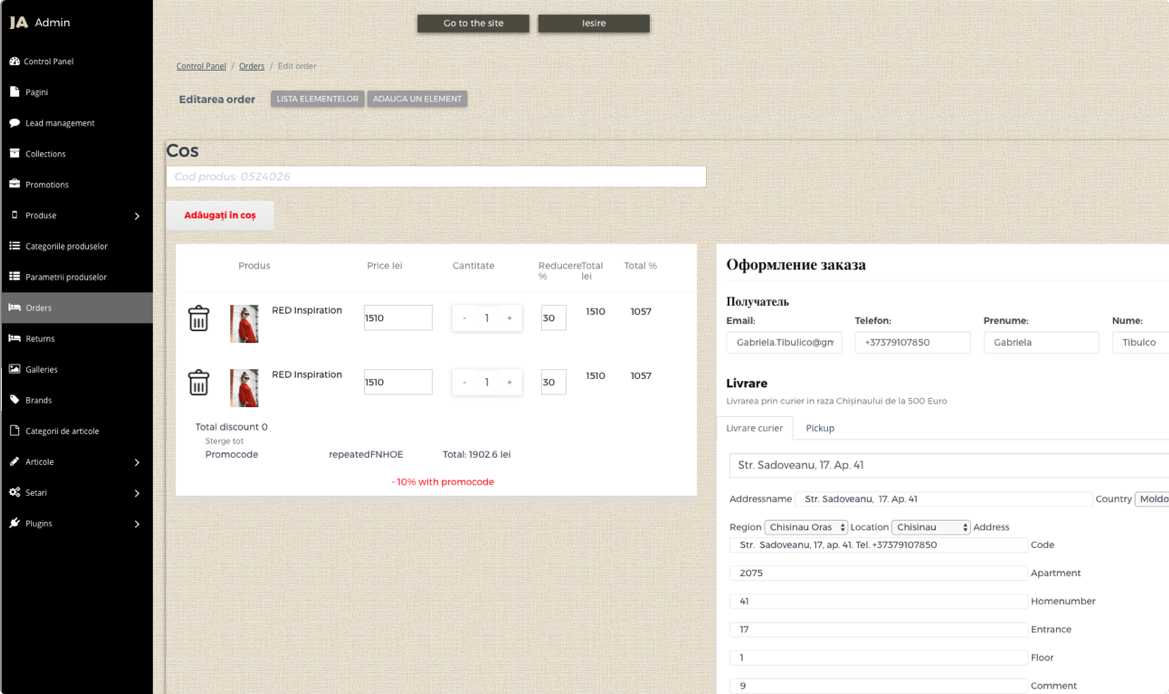 JA Admin
Go to the site
Iesire
Control Panel
Pagini
Lead management
Collections
Promotions
Produse
Categoriile produselor
Parametrii produselor
Orders
Returns
Galleries
Brands
Categorii de articole
Articole
Setari
Plugins
Control Panel / Orders / Edit order
Editarea order LISTA ELEMENTELOR ADAUGA UN ELEMENT
Cos
Cod produs: 0524026
Adăugați în coș
Produs Price lei Cantitate Reducere % Total lei Total %
RED Inspiration 1510 - 1 + 30 1510 1057
RED Inspiration 1510 - 1 + 30 1510 1057
Total discount 0
Sterge tot
Promocode repeatedFNHOE Total: 1902.6 lei
- 10% with promocode
Оформление заказа
Получатель
Email: Telefon: Prenume: Nume:
Gabriela.Tibulico@gm +37379107850 Gabriela Tibulco
Livrare
Livrarea prin curier in raza Chișinaului de la 500 Euro
Livrare curier Pickup
Str. Sadoveanu, 17. Ap. 41
Addressname Str. Sadoveanu, 17. Ap. 41 Country Moldo
Region Chisinau Oras Location Chisinau Address
Str. Sadoveanu, 17, ap. 41. Tel. +37379107850 Code
2075 Apartment
41 Homenumber
17 Entrance
1 Floor
9 Comment